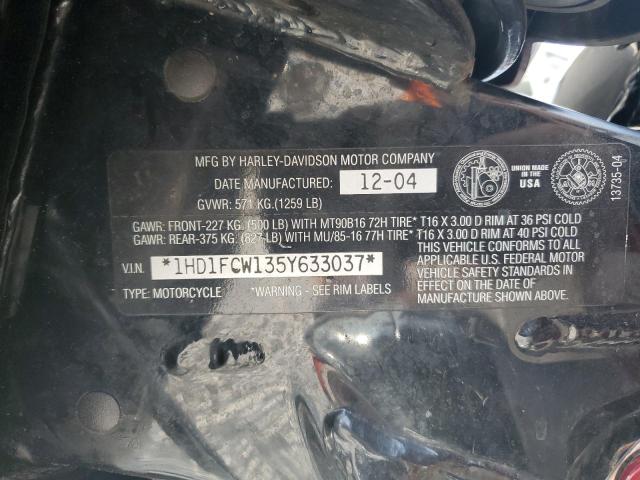 MFG BY HARLEY-DAVIDSON MOTOR COMPANY
DATE MANUFACTURED: 12-04
GVWR: 571 KG.(1259 LB)
UNION MADE IN THE USA
13735-04
GAWR: FRONT-227 KG. (500 LB) WITH MT90B16 72H TIRE* T16 X 3.00 D RIM AT 36 PSI COLD
GAWR: REAR-375 KG. (827 LB) WITH MU/85-16 77H TIRE* T16 X 3.00 D RIM AT 40 PSI COLD
V.I.N. *1HD1FCW135Y633037*
THIS VEHICLE CONFORMS TO ALL APPLICABLE U.S. FEDERAL MOTOR
VEHICLE SAFETY STANDARDS IN EFFECT ON THE DATE OF
MANUFACTURE SHOWN ABOVE.
TYPE: MOTORCYCLE *WARNING - SEE RIM LABELS